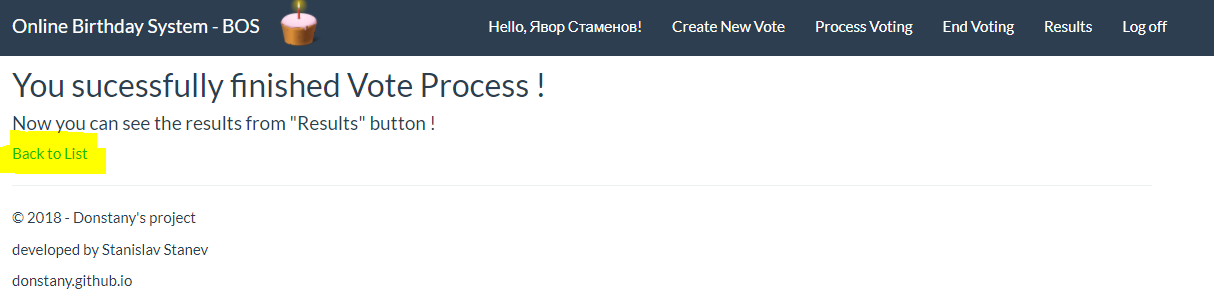 Online Birthday System - BOS Hello, Явор Стаменов! Create New Vote Process Voting End Voting Results Log off
You sucessfully finished Vote Process !
Now you can see the results from "Results" button !
Back to List
© 2018 - Donstany's project
developed by Stanislav Stanev
donstany.github.io